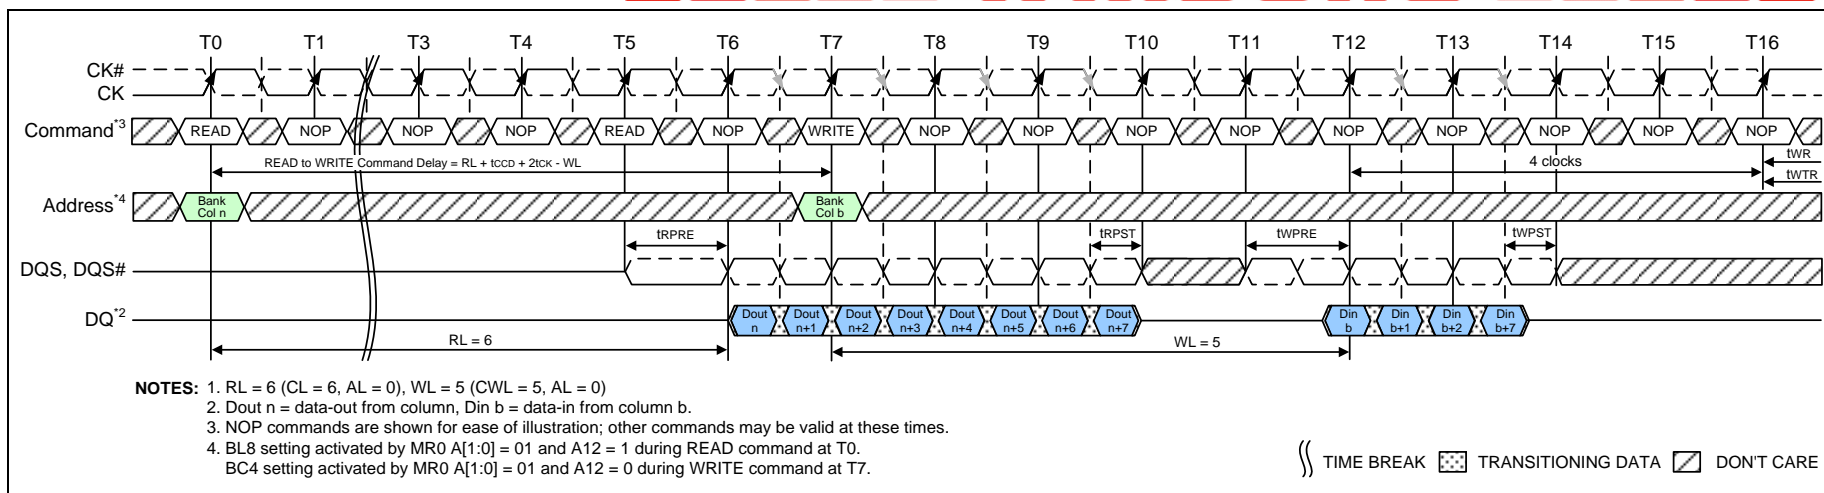 T0 T1 T3 T4 T5 T6 T7 T8 T9 T10 T11 T12 T13 T14 T15 T16
CK#
CK
Command*3 READ NOP NOP NOP READ NOP WRITE NOP NOP NOP NOP NOP NOP NOP NOP NOP
READ to WRITE Command Delay = RL + tCCD + 2tCK - WL 4 clocks tWR
tWTR
Address*4 Bank Col n Bank Col b
tRPRE tRPST tWPRE tWPST
DQS, DQS#
DQ*2 Dout n Dout n+1 Dout n+2 Dout n+3 Dout n+4 Dout n+5 Dout n+6 Dout n+7 Din b Din b+1 Din b+2 Din b+7
RL = 6 WL = 5
NOTES: 1. RL = 6 (CL = 6, AL = 0), WL = 5 (CWL = 5, AL = 0)
2. Dout n = data-out from column, Din b = data-in from column b.
3. NOP commands are shown for ease of illustration; other commands may be valid at these times.
4. BL8 setting activated by MR0 A[1:0] = 01 and A12 = 1 during READ command at T0.
BC4 setting activated by MR0 A[1:0] = 01 and A12 = 0 during WRITE command at T7.
TIME BREAK TRANSITIONING DATA DON'T CARE